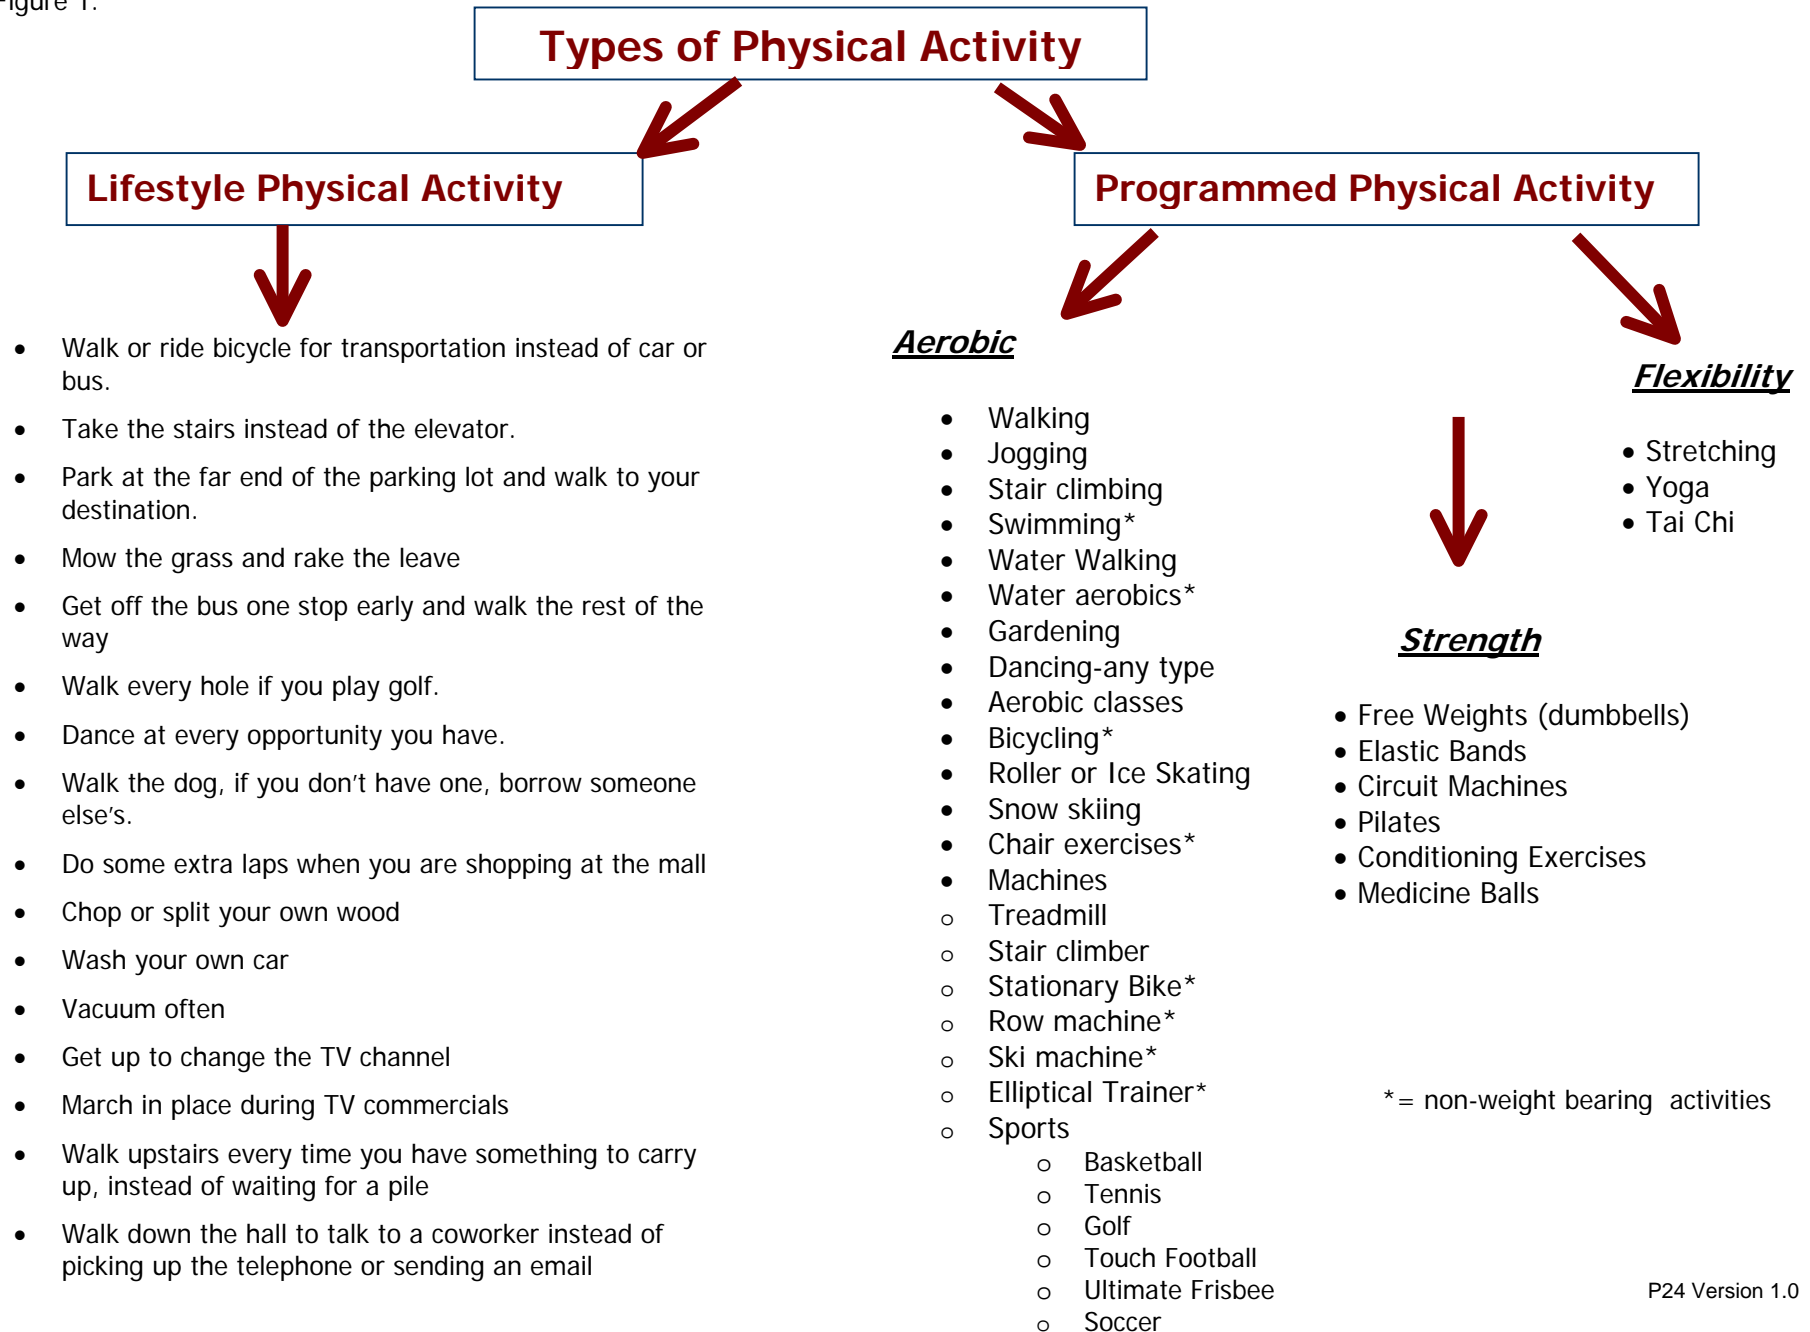 Figure 1.
Types of Physical Activity
Lifestyle Physical Activity
Programmed Physical Activity
• Walk or ride bicycle for transportation instead of car or
bus.
• Take the stairs instead of the elevator.
• Park at the far end of the parking lot and walk to your
destination.
• Mow the grass and rake the leave
• Get off the bus one stop early and walk the rest of the
way
• Walk every hole if you play golf.
• Dance at every opportunity you have.
• Walk the dog, if you don't have one, borrow someone
else's.
• Do some extra laps when you are shopping at the mall
• Chop or split your own wood
• Wash your own car
• Vacuum often
• Get up to change the TV channel
• March in place during TV commercials
• Walk upstairs every time you have something to carry
up, instead of waiting for a pile
• Walk down the hall to talk to a coworker instead of
picking up the telephone or sending an email
Aerobic
• Walking
• Jogging
• Stair climbing
• Swimming*
• Water Walking
• Water aerobics*
• Gardening
• Dancing-any type
• Aerobic classes
• Bicycling*
• Roller or Ice Skating
• Snow skiing
• Chair exercises*
• Machines
o Treadmill
o Stair climber
o Stationary Bike*
o Row machine*
o Ski machine*
o Elliptical Trainer*
o Sports
o Basketball
o Tennis
o Golf
o Touch Football
o Ultimate Frisbee
o Soccer
Strength
• Free Weights (dumbbells)
• Elastic Bands
• Circuit Machines
• Pilates
• Conditioning Exercises
• Medicine Balls
Flexibility
• Stretching
• Yoga
• Tai Chi
*= non-weight bearing activities
P24 Version 1.0